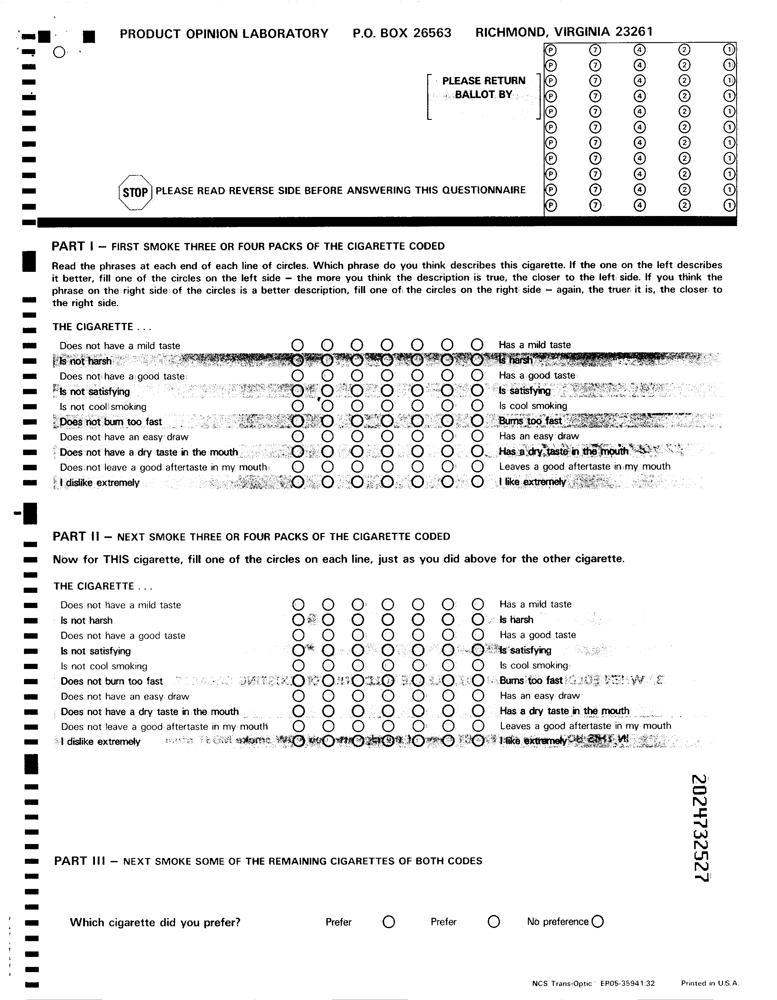 PRODUCT OPINION LABORATORY P.O. BOX 26563 RICHMOND, VIRGINIA 23261
P 7 4 2 1
P 7 4 2 1
PLEASE RETURN P 7 4 2 1
BALLOT BY P 7 4 2 1
P 7 4 2 1
P 7 4 2 1
P 7 4 2 1
P 7 4 2 1
P 7 4 2 1
STOP PLEASE READ REVERSE SIDE BEFORE ANSWERING THIS QUESTIONNAIRE P 7 4 2 1
P 7 4 2 1
PART I – FIRST SMOKE THREE OR FOUR PACKS OF THE CIGARETTE CODED
Read the phrases at each end of each line of circles. Which phrase do you think describes this cigarette. If the one on the left describes
it better, fill one of the circles on the left side – the more you think the description is true, the closer to the left side. If you think the
phrase on the right side of the circles is a better description, fill one of the circles on the right side – again, the truer it is, the closer to
the right side.
THE CIGARETTE . . .
Does not have a mild taste Has a mild taste
Is not harsh Is harsh
Does not have a good taste Has a good taste
Is not satisfying Is satisfying
Is not cool smoking Is cool smoking
Does not burn too fast Burns too fast
Does not have an easy draw Has an easy draw
Does not have a dry taste in the mouth Has a dry taste in the mouth
Does not leave a good aftertaste in my mouth Leaves a good aftertaste in my mouth
I dislike extremely I like extremely
PART II – NEXT SMOKE THREE OR FOUR PACKS OF THE CIGARETTE CODED
Now for THIS cigarette, fill one of the circles on each line, just as you did above for the other cigarette.
THE CIGARETTE . . .
Does not have a mild taste Has a mild taste
Is not harsh Is harsh
Does not have a good taste Has a good taste
Is not satisfying Is satisfying
Is not cool smoking Is cool smoking
Does not burn too fast Burns too fast
Does not have an easy draw Has an easy draw
Does not have a dry taste in the mouth Has a dry taste in the mouth
Does not leave a good aftertaste in my mouth Leaves a good aftertaste in my mouth
I dislike extremely I like extremely
2024732527
PART III – NEXT SMOKE SOME OF THE REMAINING CIGARETTES OF BOTH CODES
Which cigarette did you prefer? Prefer Prefer No preference
NCS Trans-Optic EP05-35941:32 Printed in U.S.A.